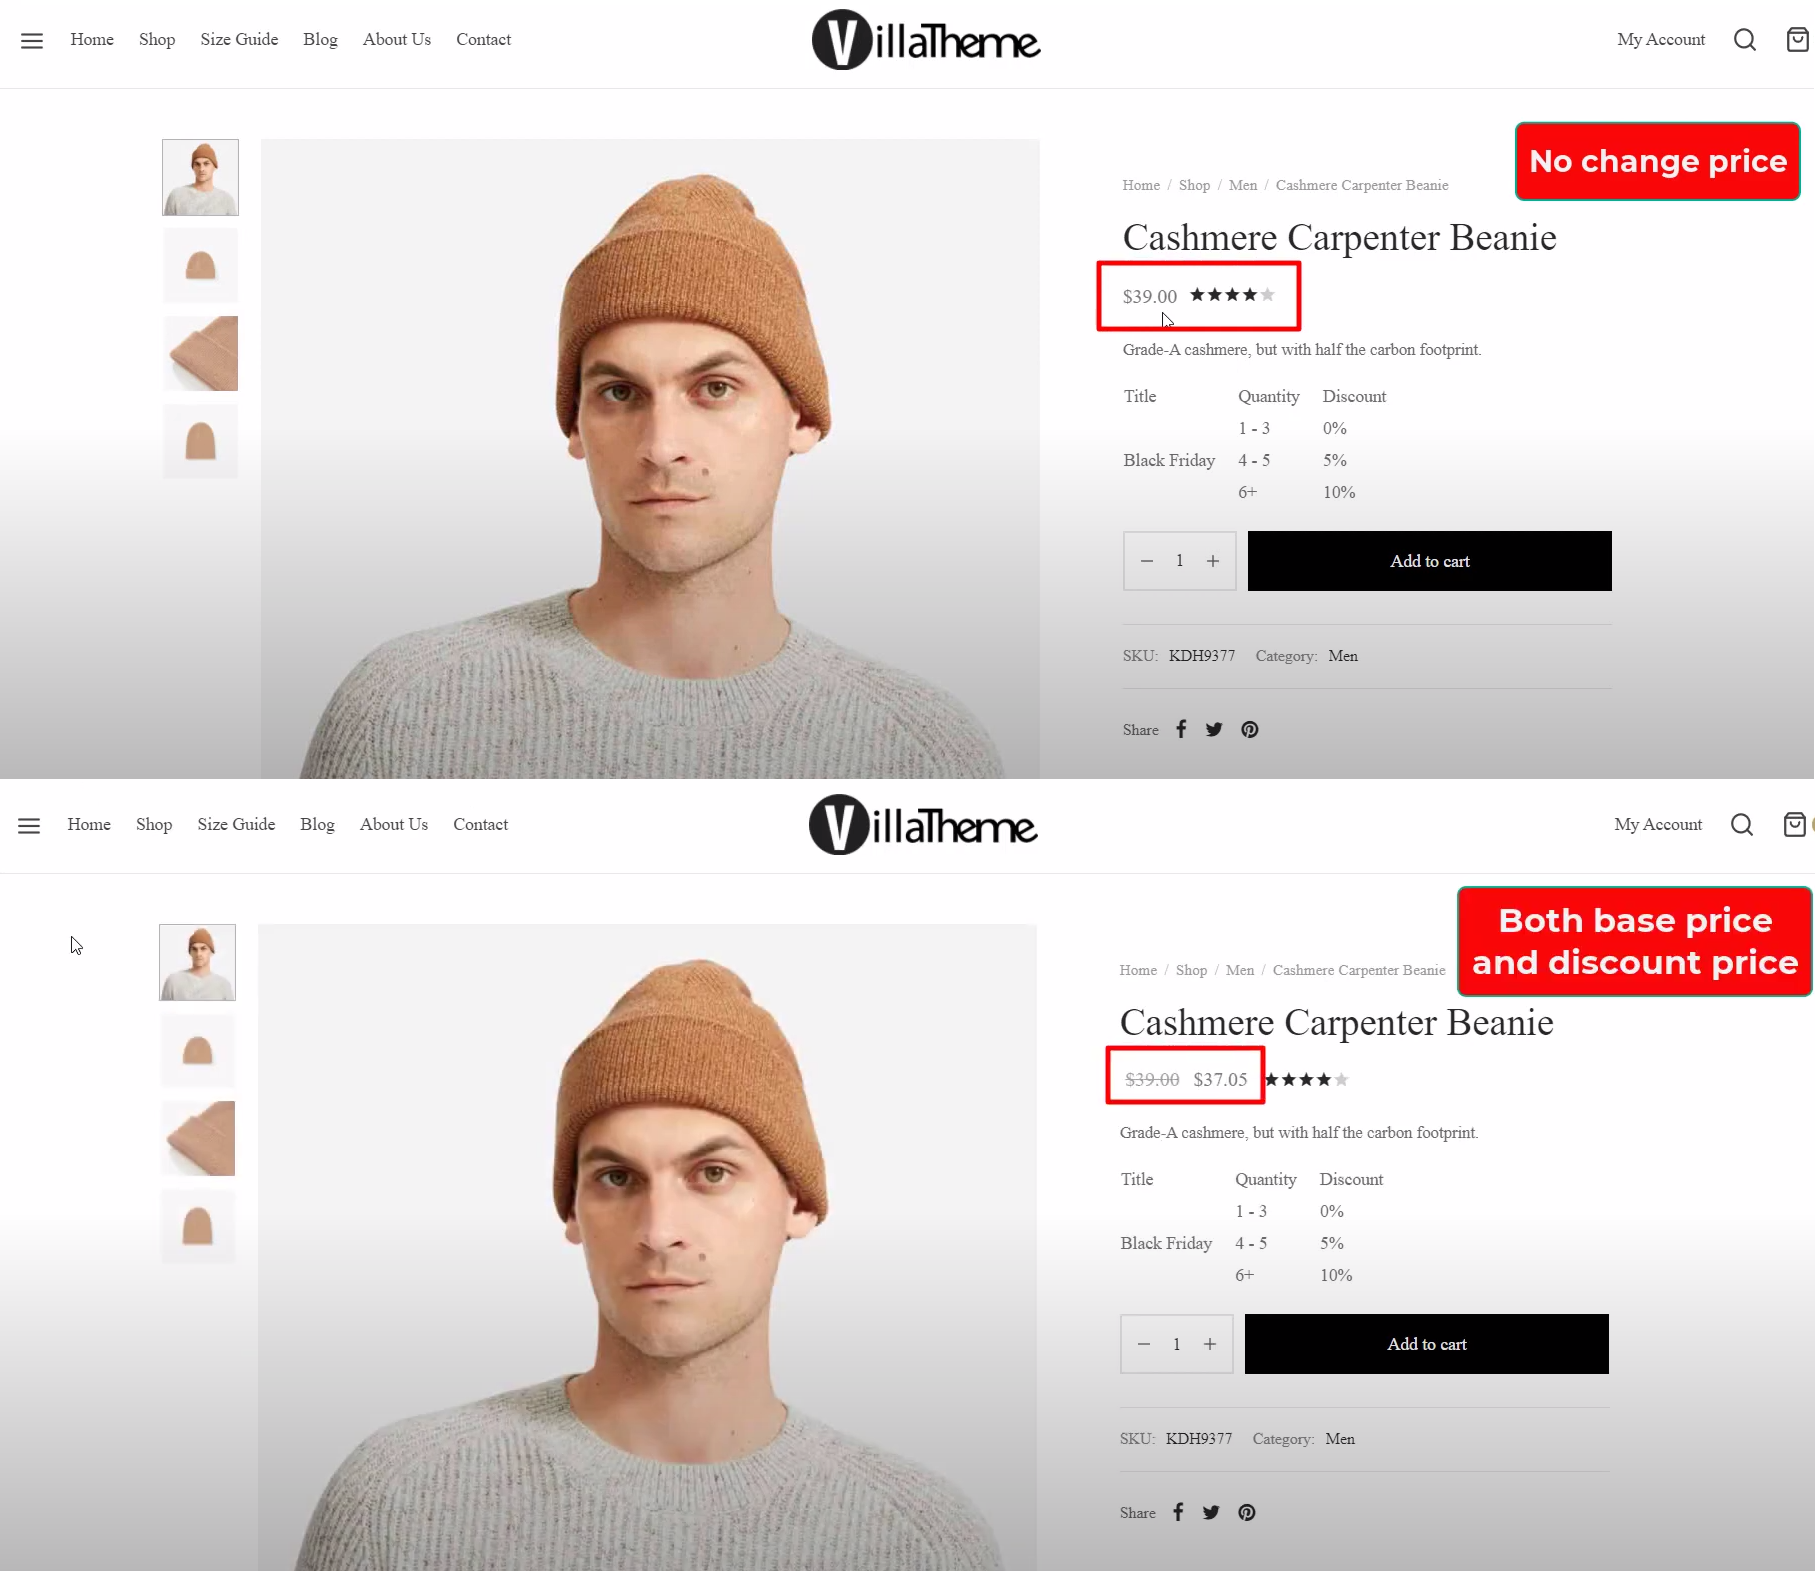 Home Shop Size Guide Blog About Us Contact
VillaTheme
My Account
No change price
Home / Shop / Men / Cashmere Carpenter Beanie
Cashmere Carpenter Beanie
$39.00
Grade-A cashmere, but with half the carbon footprint.
Title Quantity Discount
1 - 3 0%
Black Friday 4 - 5 5%
6+ 10%
− 1 + Add to cart
SKU: KDH9377 Category: Men
Share
Home Shop Size Guide Blog About Us Contact
VillaTheme
My Account
Both base price
and discount price
Home / Shop / Men / Cashmere Carpenter Beanie
Cashmere Carpenter Beanie
$39.00 $37.05
Grade-A cashmere, but with half the carbon footprint.
Title Quantity Discount
1 - 3 0%
Black Friday 4 - 5 5%
6+ 10%
− 1 + Add to cart
SKU: KDH9377 Category: Men
Share